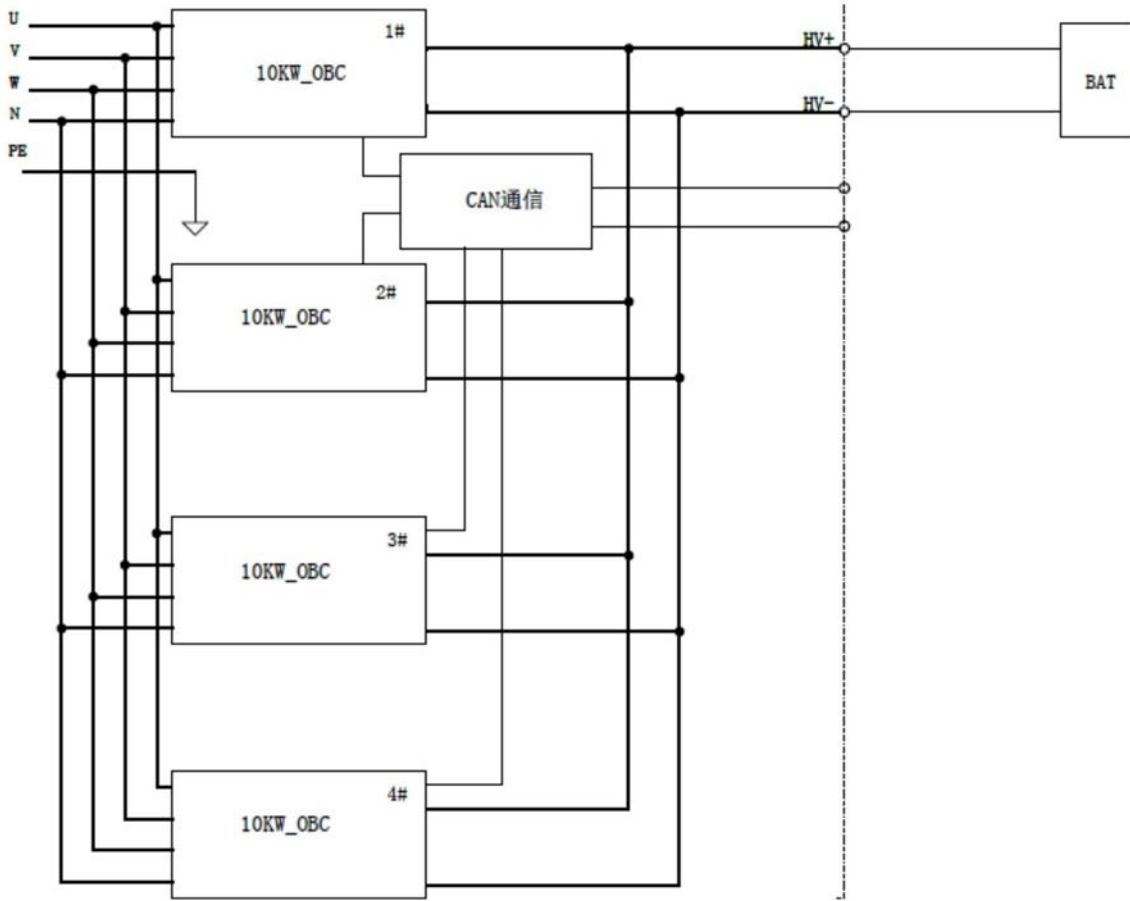 U
1#
V
HV+
10KW_OBC
W
BAT
N
HV-
PE
CAN通信
2#
10KW_OBC
3#
10KW_OBC
4#
10KW_OBC